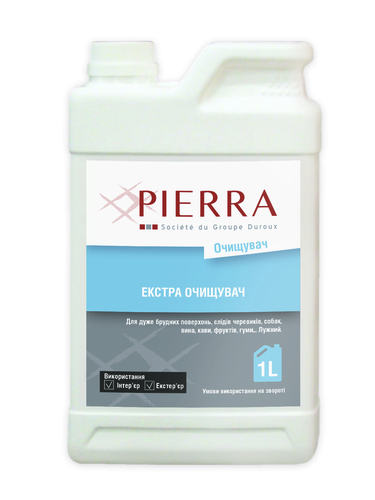 PIERRA
Société du Groupe Duroux
Очищувач
ЕКСТРА ОЧИЩУВАЧ
Для дуже брудних поверхонь, слідів черевиків, собак,
вина, кави, фруктів, гуми... Лужний.
1L
Використання
Інтер'єр Екстер'єр
Умови використання на звороті